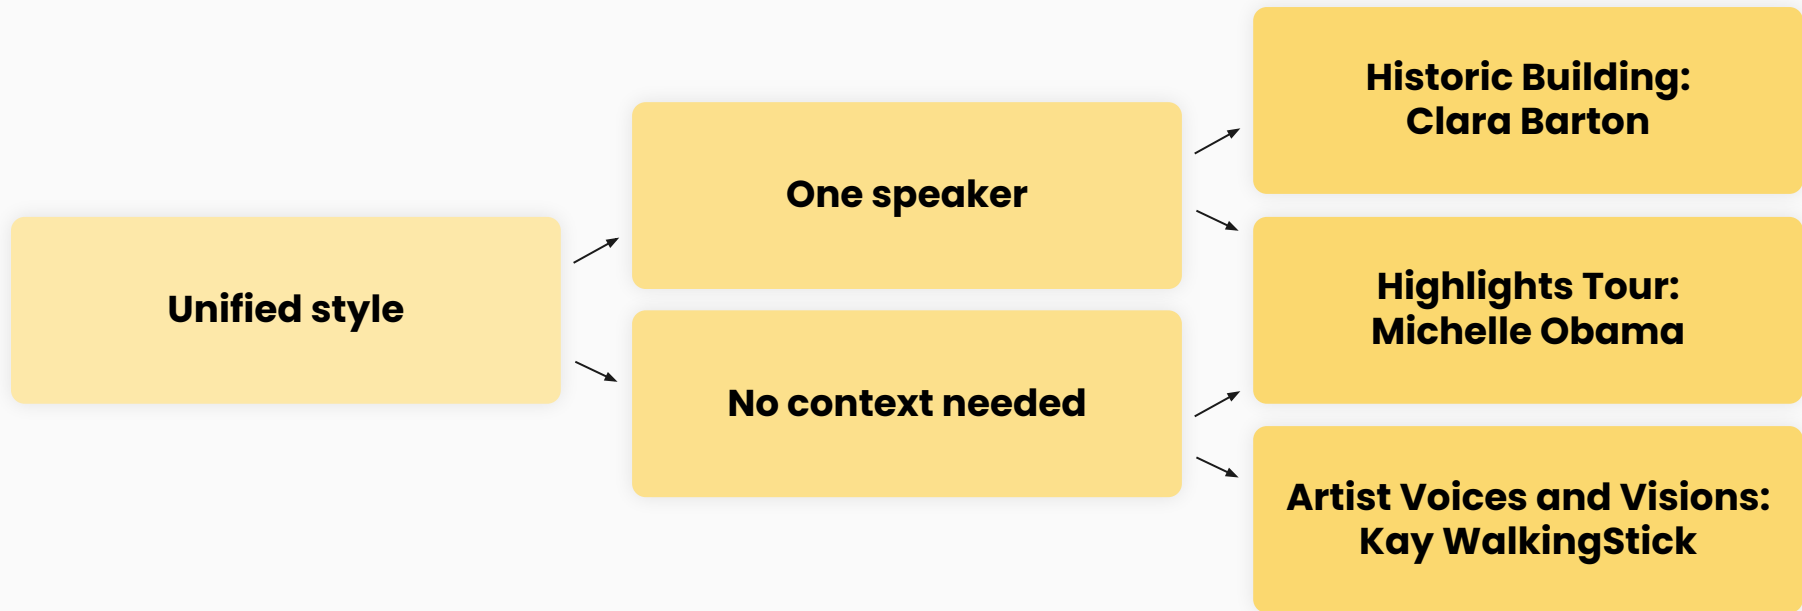 Unified style
One speaker
No context needed
Historic Building:
Clara Barton
Highlights Tour:
Michelle Obama
Artist Voices and Visions:
Kay WalkingStick